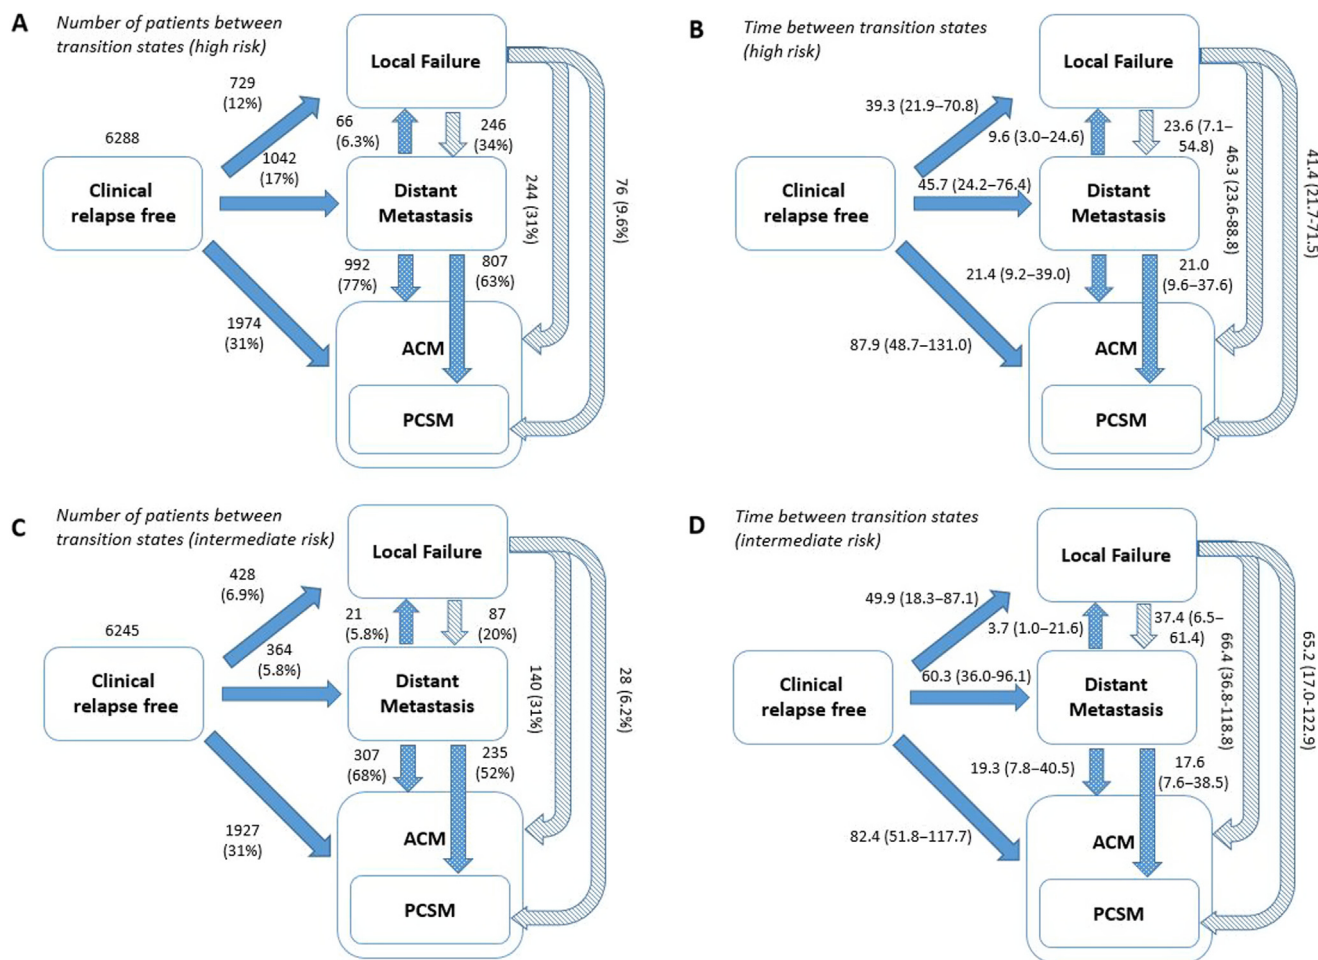 A
Number of patients between
transition states (high risk)
Local Failure
729
(12%)
6288
66
(6.3%)
246
(34%)
1042
(17%)
Clinical
relapse free
Distant
Metastasis
244 (31%)
76 (9.6%)
992
(77%)
807
(63%)
1974
(31%)
ACM
PCSM
B
Time between transition states
(high risk)
Local Failure
39.3 (21.9–70.8)
9.6 (3.0–24.6)
23.6 (7.1–
54.8)
45.7 (24.2–76.4)
Clinical
relapse free
Distant
Metastasis
46.3 (23.6-88.8)
41.4 (21.7-71.5)
21.4 (9.2–39.0)
21.0
(9.6–37.6)
87.9 (48.7–131.0)
ACM
PCSM
C
Number of patients between
transition states (intermediate risk)
Local Failure
428
(6.9%)
6245
21
(5.8%)
87
(20%)
364
(5.8%)
Clinical
relapse free
Distant
Metastasis
140 (31%)
28 (6.2%)
307
(68%)
235
(52%)
1927
(31%)
ACM
PCSM
D
Time between transition states
(intermediate risk)
Local Failure
49.9 (18.3–87.1)
3.7 (1.0–21.6)
37.4 (6.5–
61.4)
60.3 (36.0-96.1)
Clinical
relapse free
Distant
Metastasis
66.4 (36.8-118.8)
65.2 (17.0-122.9)
19.3 (7.8–40.5)
17.6
(7.6–38.5)
82.4 (51.8–117.7)
ACM
PCSM